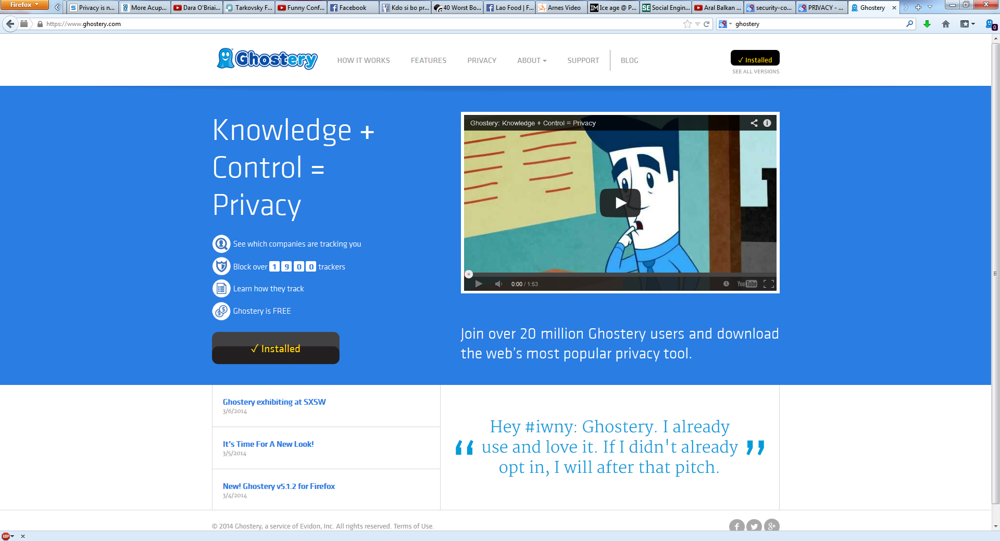 Firefox
Privacy is n...
More Acup...
Dara O'Briai...
Tarkovsky F...
Funny Conf...
Facebook
Kdo si bo pr...
40 Worst Bo...
Lao Food | F...
Arnes Video
Ice age @ P...
Social Engin...
Aral Balkan ...
security-co...
PRIVACY - ...
Ghostery
https://www.ghostery.com
ghostery
0
Ghostery
HOW IT WORKS
FEATURES
PRIVACY
ABOUT
SUPPORT
BLOG
✓ Installed
SEE ALL VERSIONS
Knowledge +
Control =
Privacy
See which companies are tracking you
Block over 1900 trackers
Learn how they track
Ghostery is FREE
✓ Installed
Ghostery: Knowledge + Control = Privacy
0:00 / 1:53
YouTube
Join over 20 million Ghostery users and download
the web's most popular privacy tool.
Ghostery exhibiting at SXSW
3/6/2014
It's Time For A New Look!
3/5/2014
New! Ghostery v5.1.2 for Firefox
3/4/2014
Hey #iwny: Ghostery. I already
“ use and love it. If I didn't already ”
opt in, I will after that pitch.
© 2014 Ghostery, a service of Evidon, Inc. All rights reserved. Terms of Use.
ABP